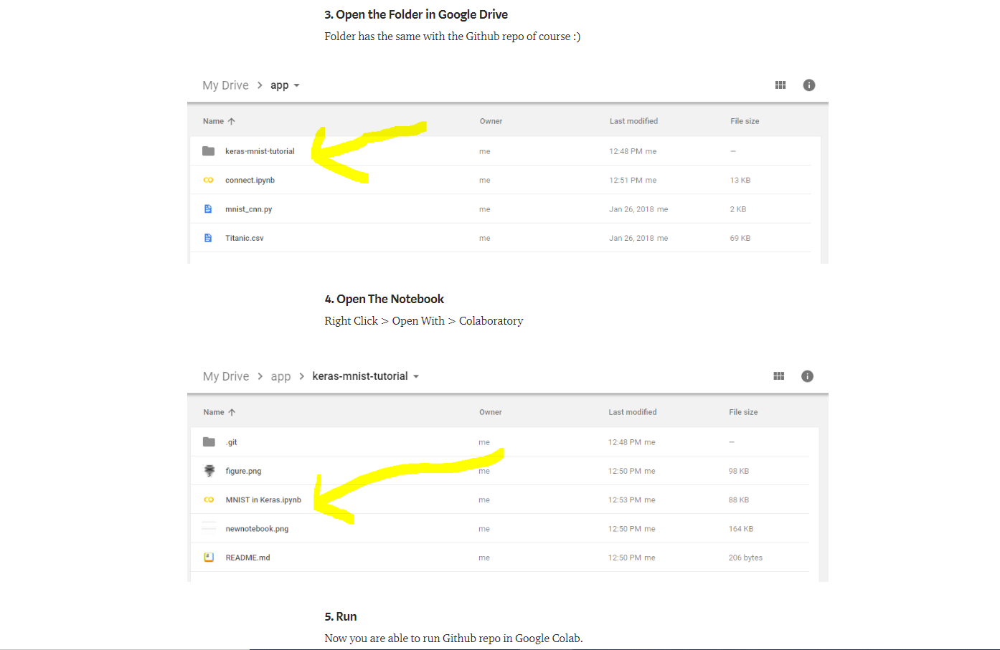 3. Open the Folder in Google Drive
Folder has the same with the Github repo of course :)
My Drive > app
Name Owner Last modified File size
keras-mnist-tutorial me 12:48 PM me –
connect.ipynb me 12:51 PM me 13 KB
mnist_cnn.py me Jan 26, 2018 me 2 KB
Titanic.csv me Jan 26, 2018 me 69 KB
4. Open The Notebook
Right Click > Open With > Colaboratory
My Drive > app > keras-mnist-tutorial
Name Owner Last modified File size
.git me 12:48 PM me –
figure.png me 12:50 PM me 98 KB
MNIST in Keras.ipynb me 12:53 PM me 88 KB
newnotebook.png me 12:50 PM me 164 KB
README.md me 12:50 PM me 206 bytes
5. Run
Now you are able to run Github repo in Google Colab.